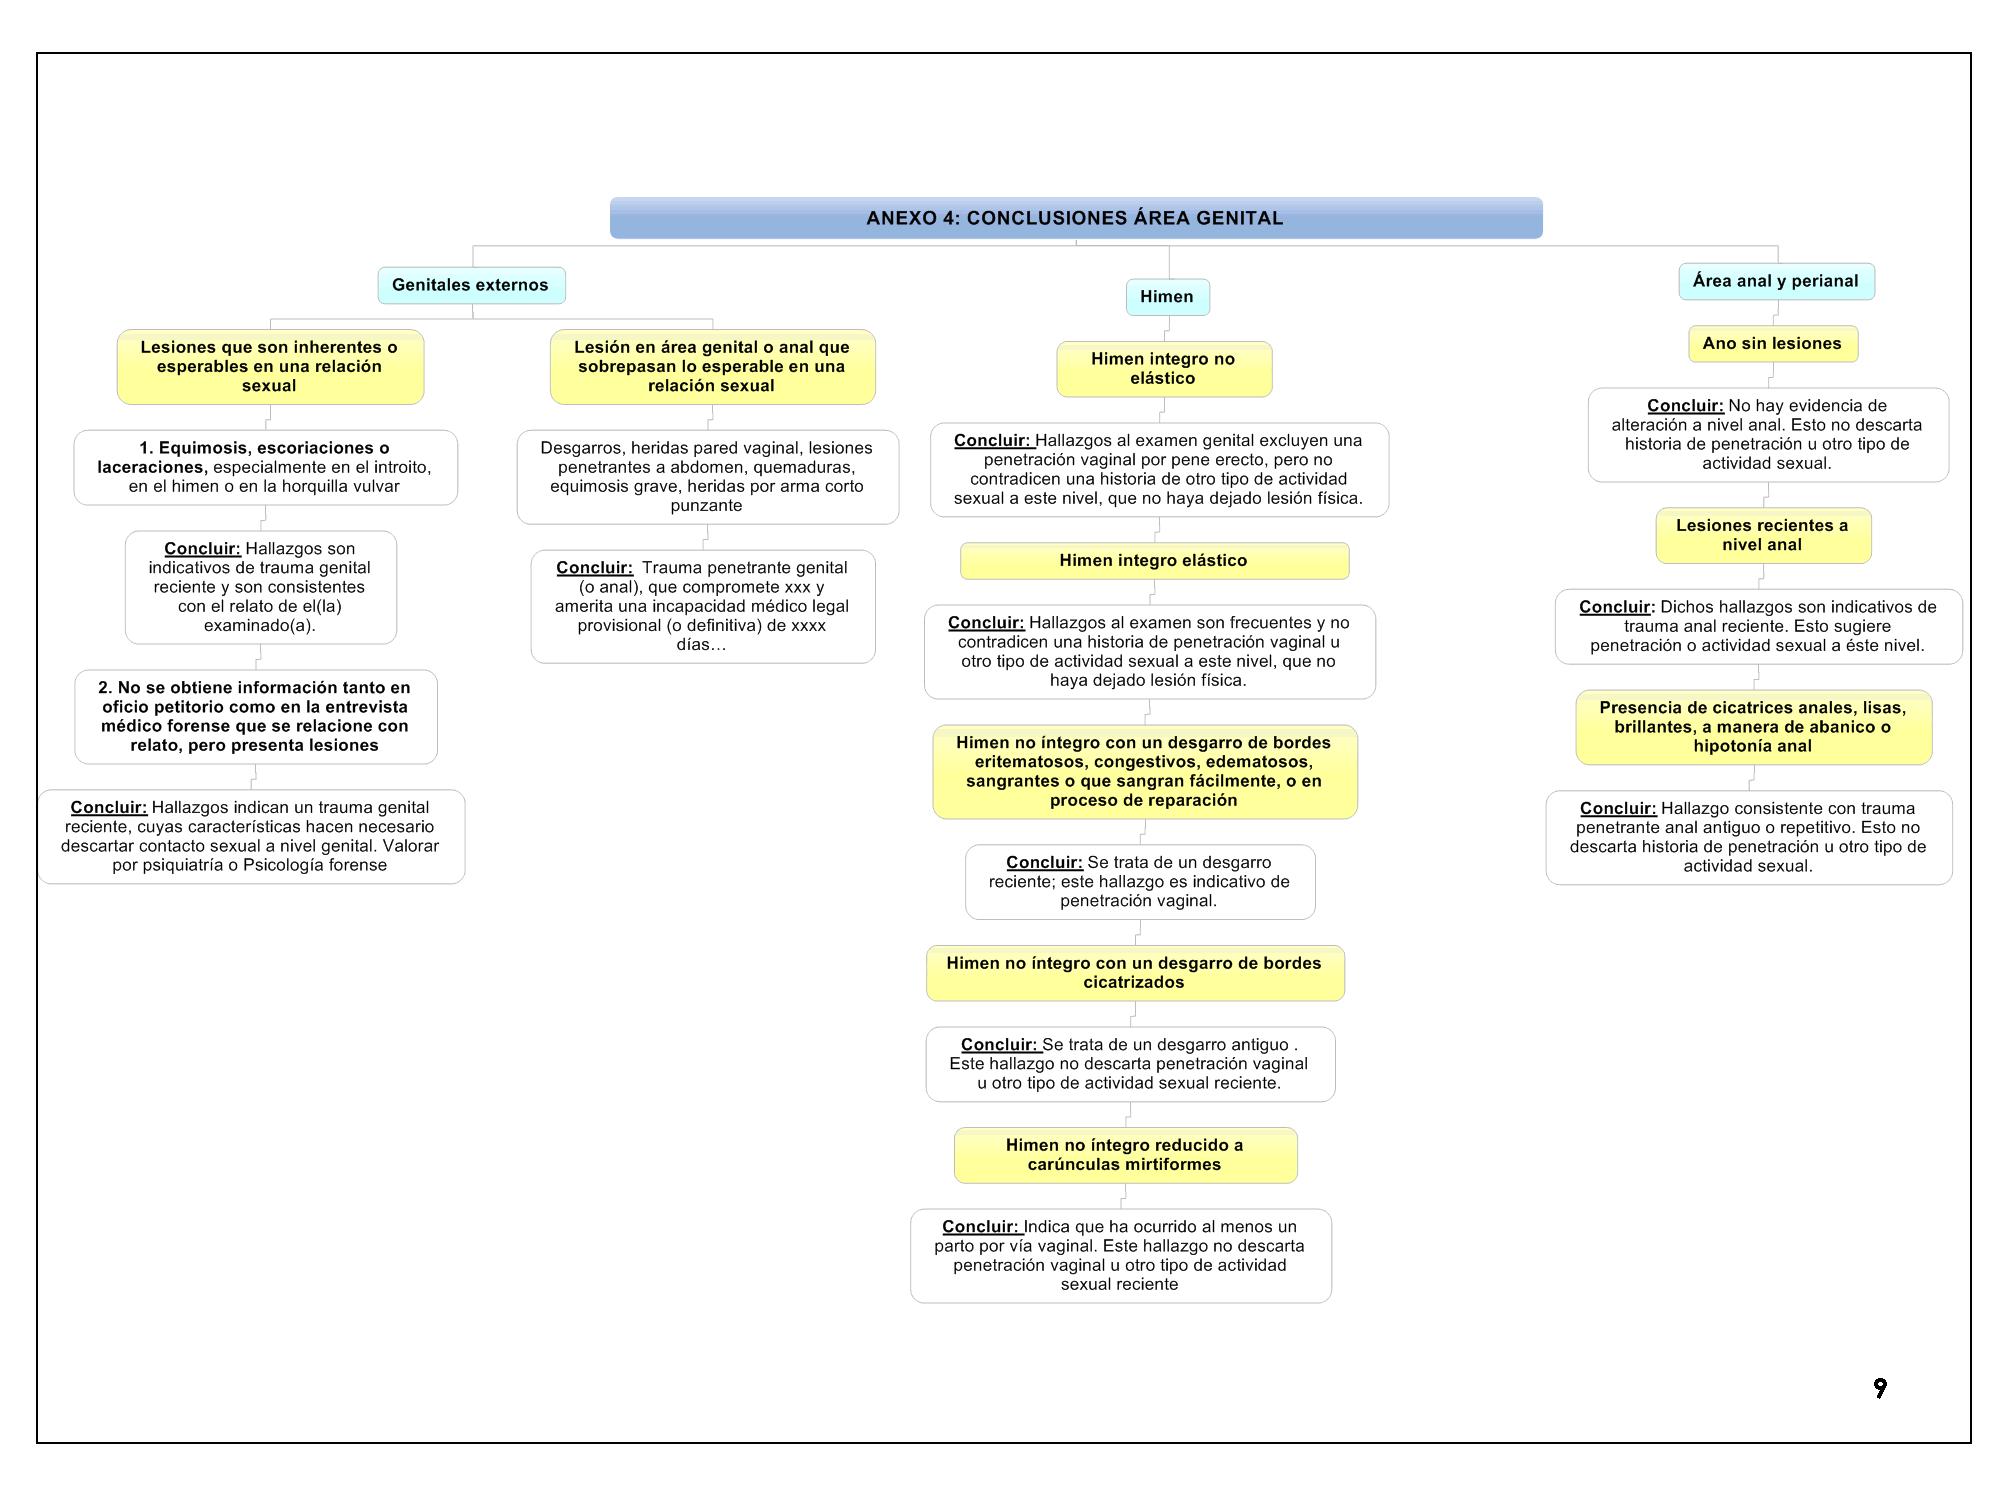 ANEXO 4: CONCLUSIONES ÁREA GENITAL
Genitales externos
Lesiones que son inherentes o
esperables en una relación
sexual
1. Equimosis, escoriaciones o
laceraciones, especialmente en el introito,
en el himen o en la horquilla vulvar
Concluir: Hallazgos son
indicativos de trauma genital
reciente y son consistentes
con el relato de el(la)
examinado(a).
2. No se obtiene información tanto en
oficio petitorio como en la entrevista
médico forense que se relacione con
relato, pero presenta lesiones
Concluir: Hallazgos indican un trauma genital
reciente, cuyas características hacen necesario
descartar contacto sexual a nivel genital. Valorar
por psiquiatría o Psicología forense
Lesión en área genital o anal que
sobrepasan lo esperable en una
relación sexual
Desgarros, heridas pared vaginal, lesiones
penetrantes a abdomen, quemaduras,
equimosis grave, heridas por arma corto
punzante
Concluir: Trauma penetrante genital
(o anal), que compromete xxx y
amerita una incapacidad médico legal
provisional (o definitiva) de xxxx
días…
Himen
Himen integro no
elástico
Concluir: Hallazgos al examen genital excluyen una
penetración vaginal por pene erecto, pero no
contradicen una historia de otro tipo de actividad
sexual a este nivel, que no haya dejado lesión física.
Himen integro elástico
Concluir: Hallazgos al examen son frecuentes y no
contradicen una historia de penetración vaginal u
otro tipo de actividad sexual a este nivel, que no
haya dejado lesión física.
Himen no íntegro con un desgarro de bordes
eritematosos, congestivos, edematosos,
sangrantes o que sangran fácilmente, o en
proceso de reparación
Concluir: Se trata de un desgarro
reciente; este hallazgo es indicativo de
penetración vaginal.
Himen no íntegro con un desgarro de bordes
cicatrizados
Concluir: Se trata de un desgarro antiguo .
Este hallazgo no descarta penetración vaginal
u otro tipo de actividad sexual reciente.
Himen no íntegro reducido a
carúnculas mirtiformes
Concluir: Indica que ha ocurrido al menos un
parto por vía vaginal. Este hallazgo no descarta
penetración vaginal u otro tipo de actividad
sexual reciente
Área anal y perianal
Ano sin lesiones
Concluir: No hay evidencia de
alteración a nivel anal. Esto no descarta
historia de penetración u otro tipo de
actividad sexual.
Lesiones recientes a
nivel anal
Concluir: Dichos hallazgos son indicativos de
trauma anal reciente. Esto sugiere
penetración o actividad sexual a éste nivel.
Presencia de cicatrices anales, lisas,
brillantes, a manera de abanico o
hipotonía anal
Concluir: Hallazgo consistente con trauma
penetrante anal antiguo o repetitivo. Esto no
descarta historia de penetración u otro tipo de
actividad sexual.
9